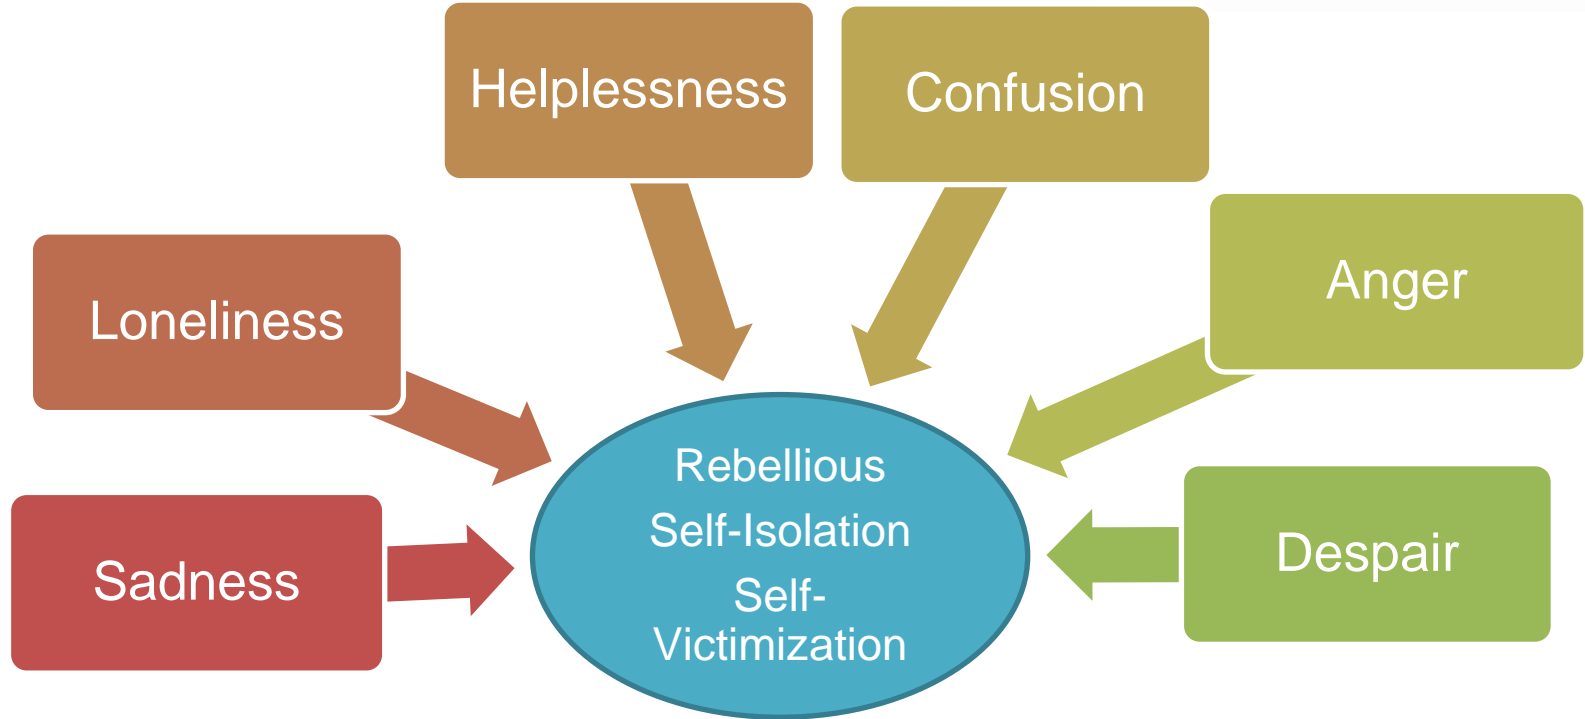 Helplessness
Confusion
Loneliness
Anger
Sadness
Despair
Rebellious
Self-Isolation
Self-
Victimization